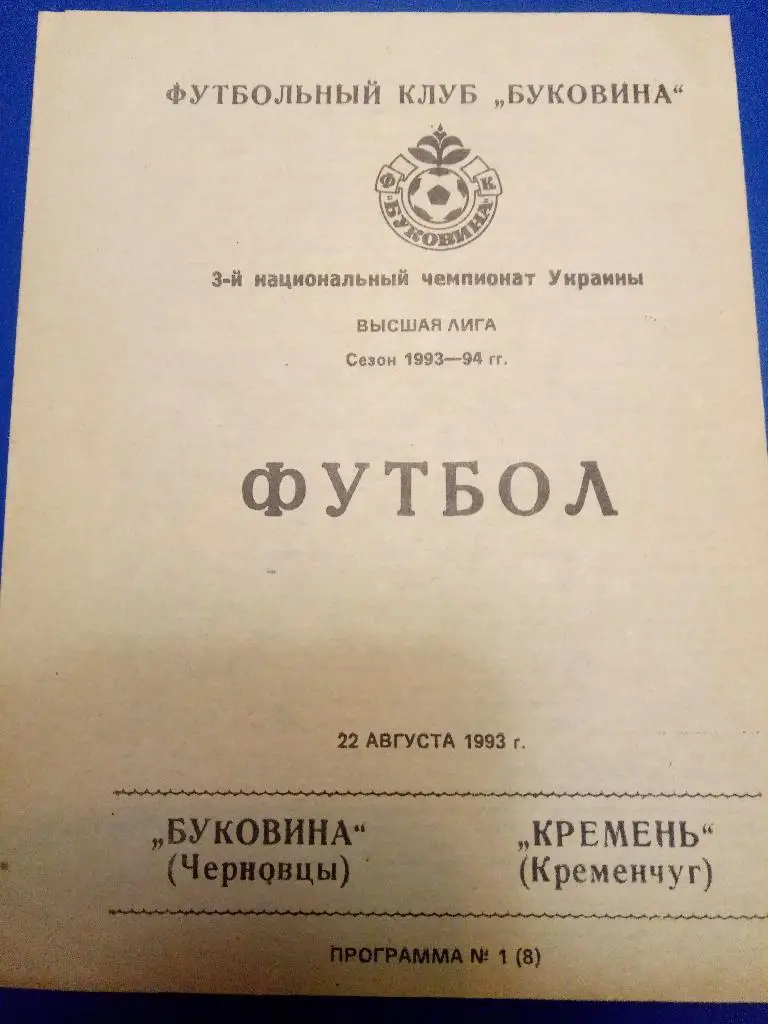 ФУТБОЛЬНЫЙ КЛУБ „БУКОВИНА“
Ф К
"БУКОВИНА"
3-й национальный чемпионат Украины
ВЫСШАЯ ЛИГА
Сезон 1993—94 гг.
ФУТБОЛ
22 АВГУСТА 1993 г.
„БУКОВИНА“ „КРЕМЕНЬ“
(Черновцы) (Кременчуг)
ПРОГРАММА № 1 (8)